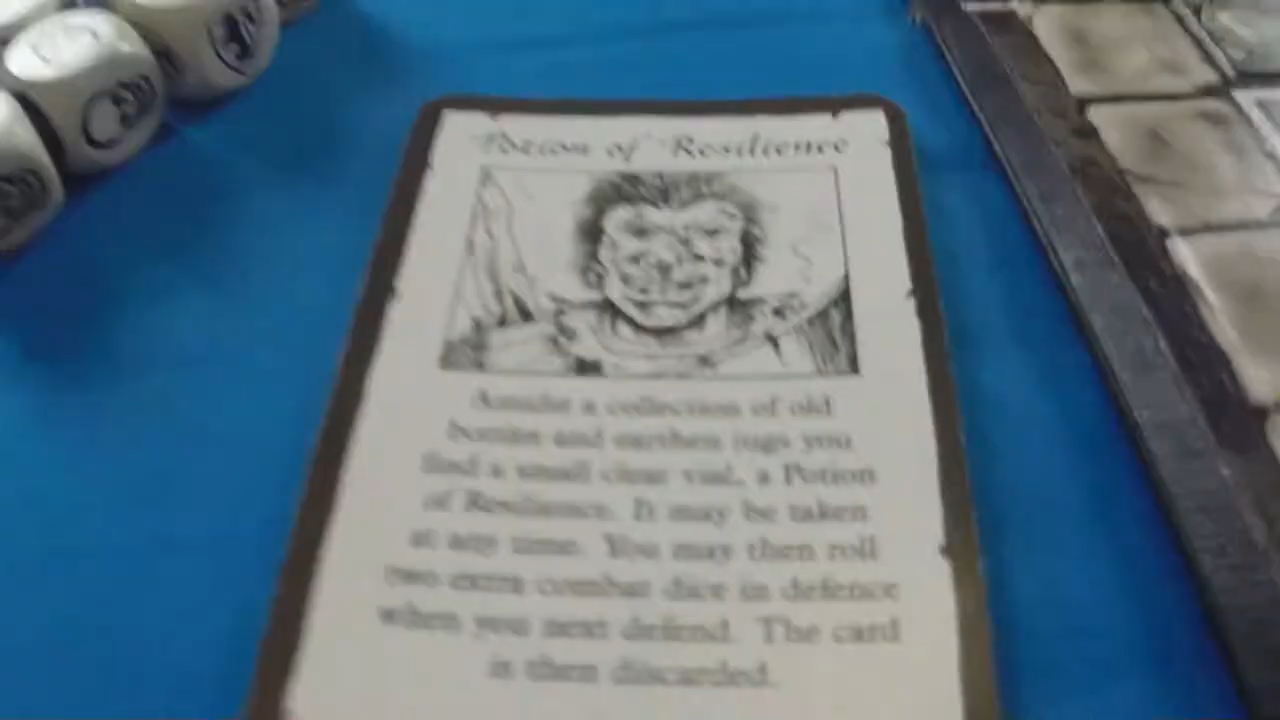 Potion of Resilience
Amidst a collection of old
bottles and earthen jugs you
find a small clear vial, a Potion
of Resilience. It may be taken
at any time. You may then roll
two extra combat dice in defence
when you next defend. The card
is then discarded.